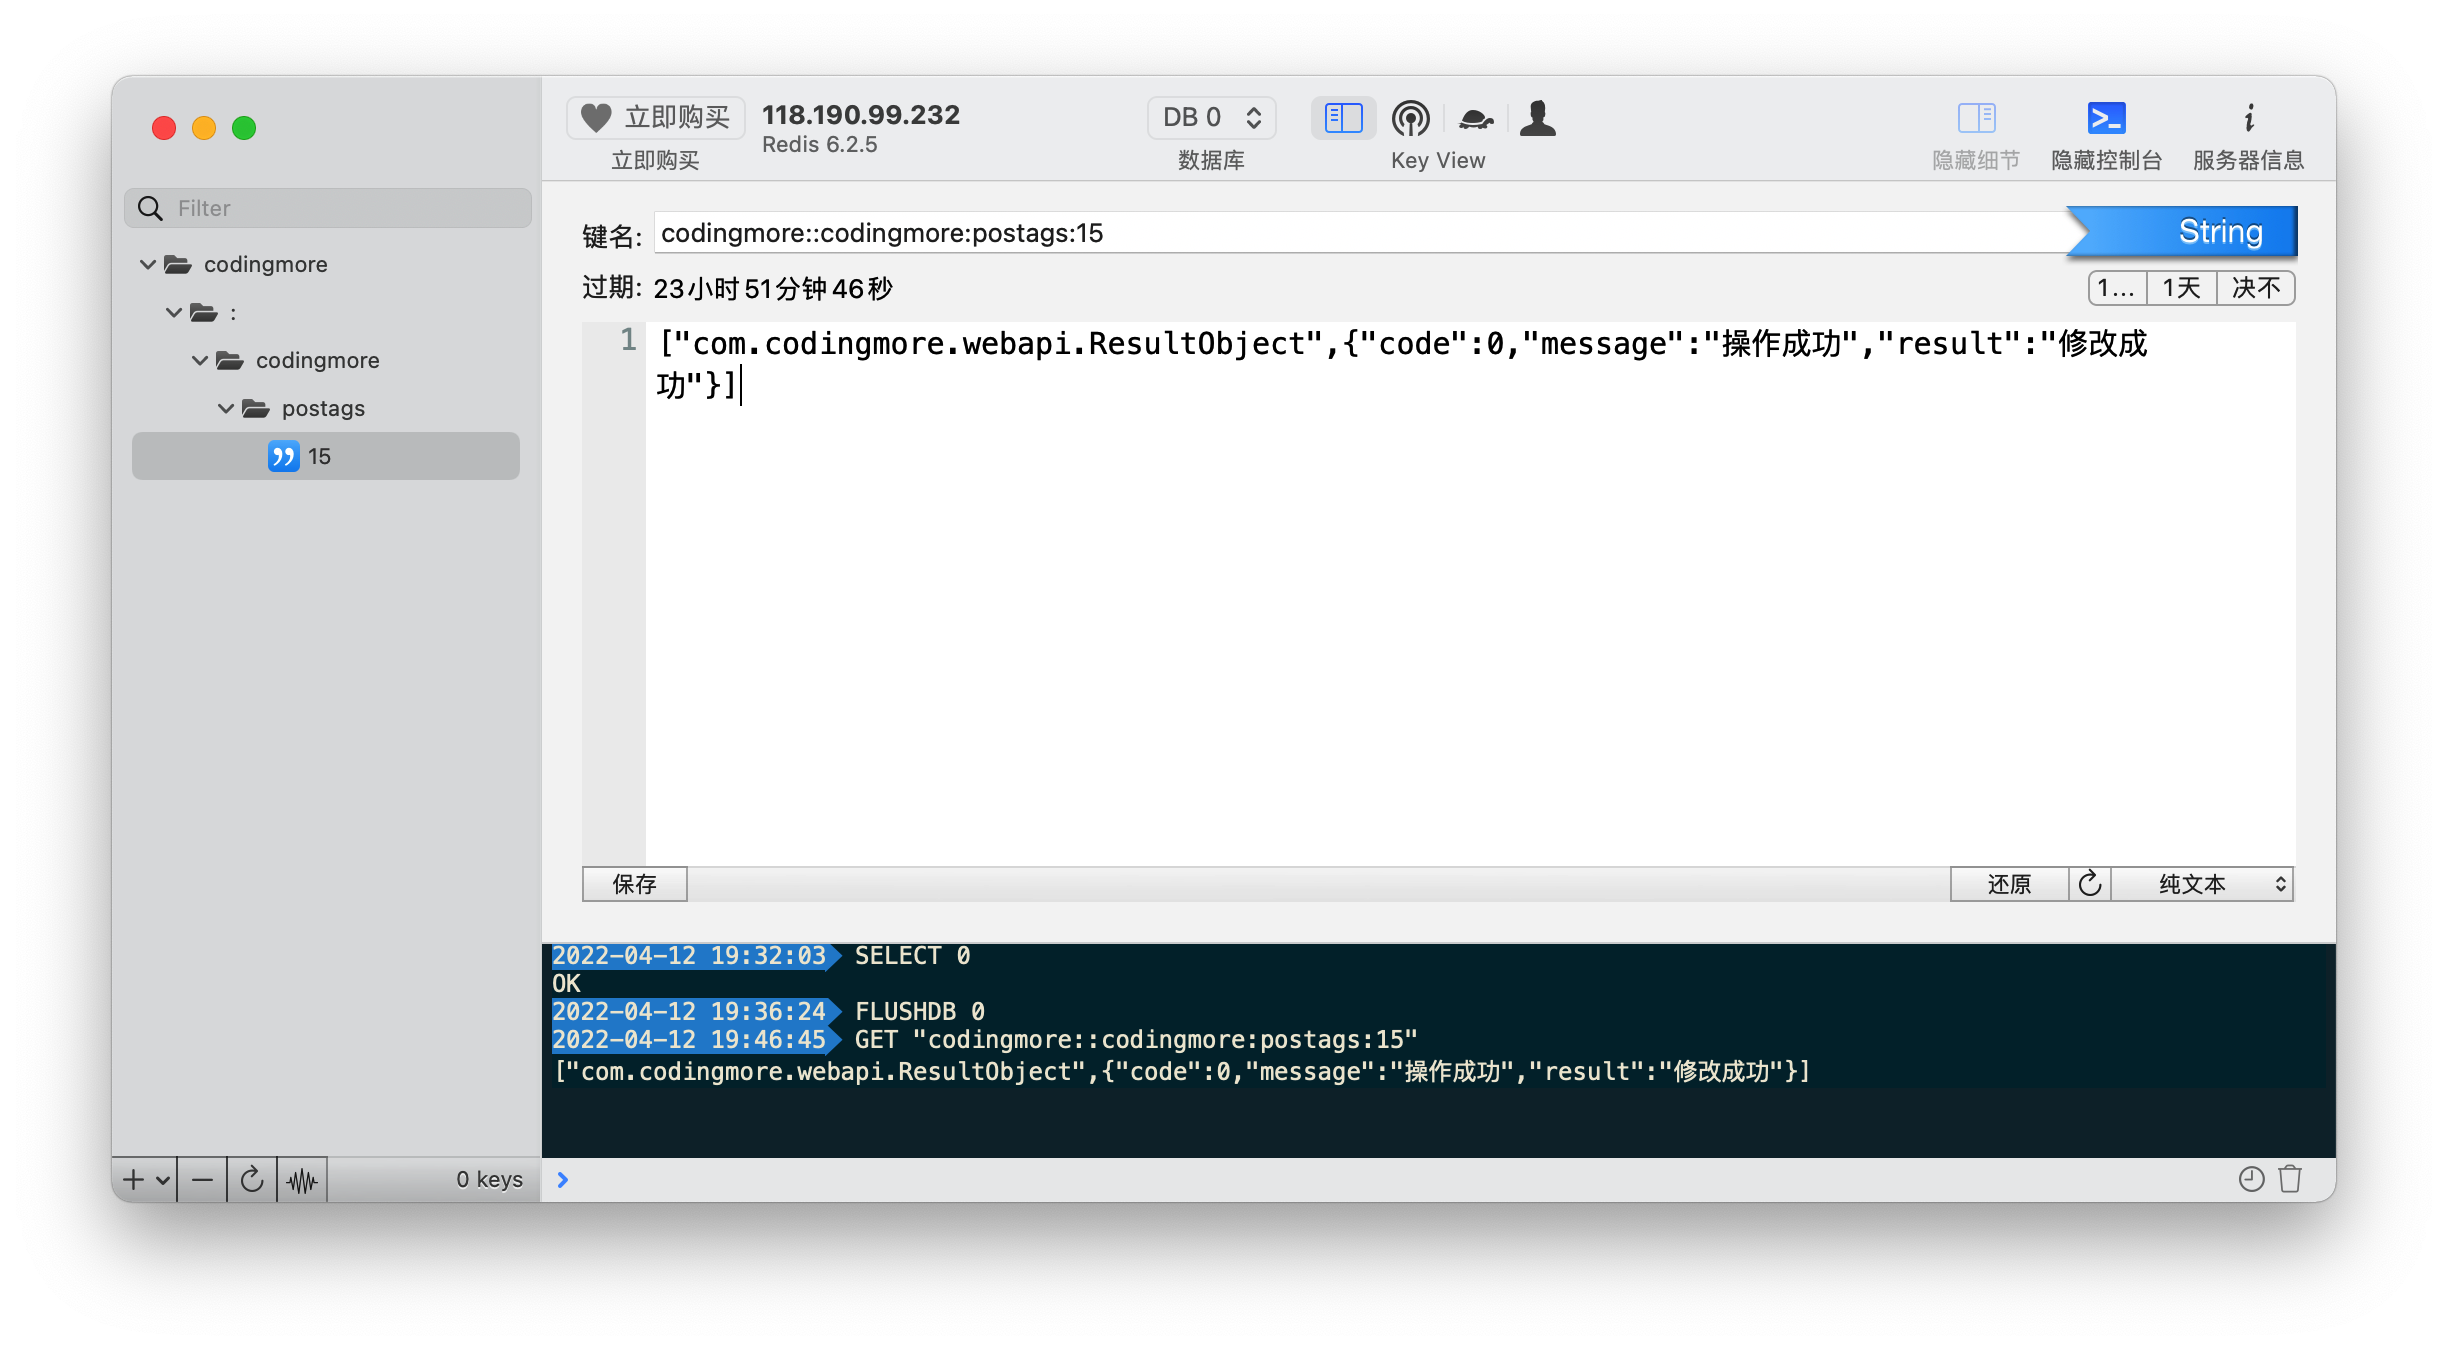 立即购买
立即购买
118.190.99.232
Redis 6.2.5
DB 0
数据库
Key View
隐藏细节
隐藏控制台
服务器信息
Filter
codingmore
:
codingmore
postags
15
0 keys
键名: codingmore::codingmore:postags:15
String
过期: 23小时51分钟46秒
1... 1天 决不
1 ["com.codingmore.webapi.ResultObject",{"code":0,"message":"操作成功","result":"修改成
功"}]
保存
还原
纯文本
2022-04-12 19:32:03 SELECT 0
OK
2022-04-12 19:36:24 FLUSHDB 0
2022-04-12 19:46:45 GET "codingmore::codingmore:postags:15"
["com.codingmore.webapi.ResultObject",{"code":0,"message":"操作成功","result":"修改成功"}]